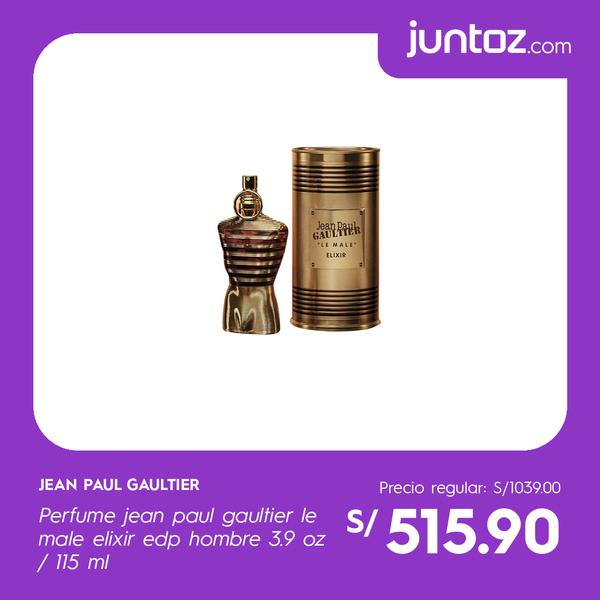 juntoz.com
Jean Paul
GAULTIER
"LE MALE"
ELIXIR
JEAN PAUL GAULTIER
Perfume jean paul gaultier le
male elixir edp hombre 3.9 oz
/ 115 ml
Precio regular: S/1039.00
S/ 515.90